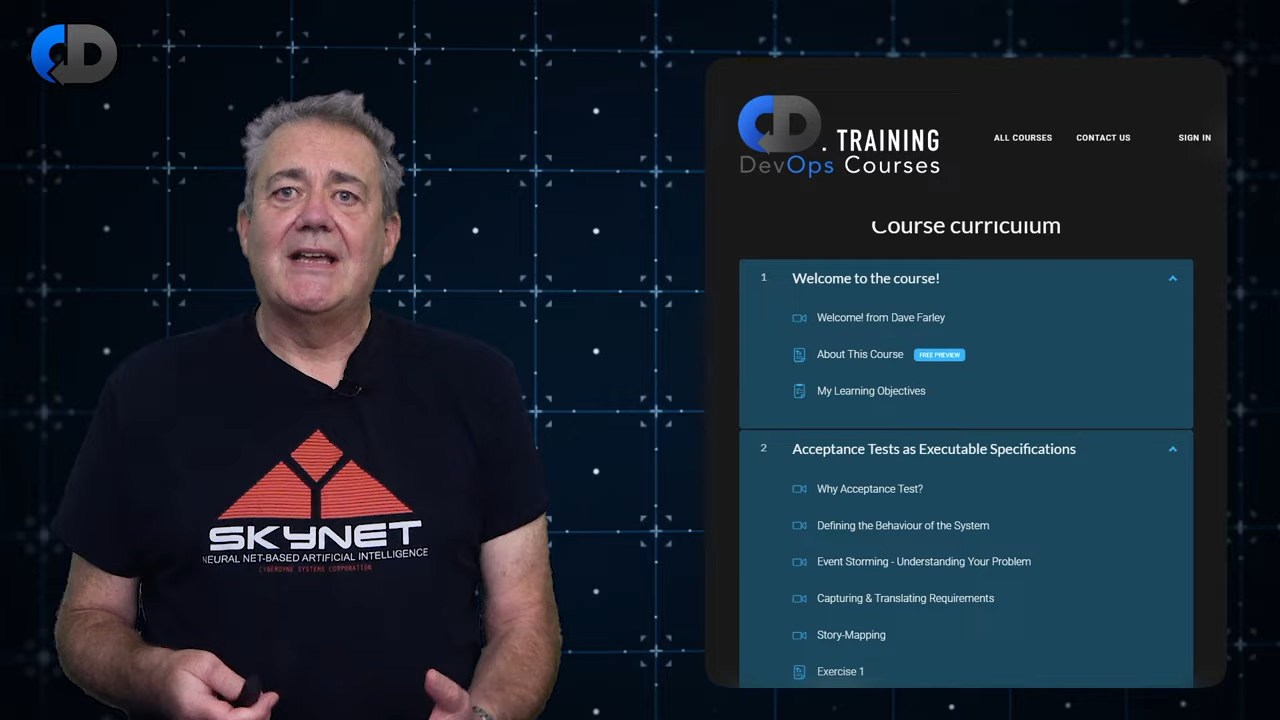 CD
SKYNET
NEURAL NET-BASED ARTIFICIAL INTELLIGENCE
CYBERDYNE SYSTEMS CORPORATION
CD. TRAINING
DevOps Courses
ALL COURSES
CONTACT US
SIGN IN
Course curriculum
1 Welcome to the course!
Welcome! from Dave Farley
About This Course FREE PREVIEW
My Learning Objectives
2 Acceptance Tests as Executable Specifications
Why Acceptance Test?
Defining the Behaviour of the System
Event Storming - Understanding Your Problem
Capturing & Translating Requirements
Story-Mapping
Exercise 1